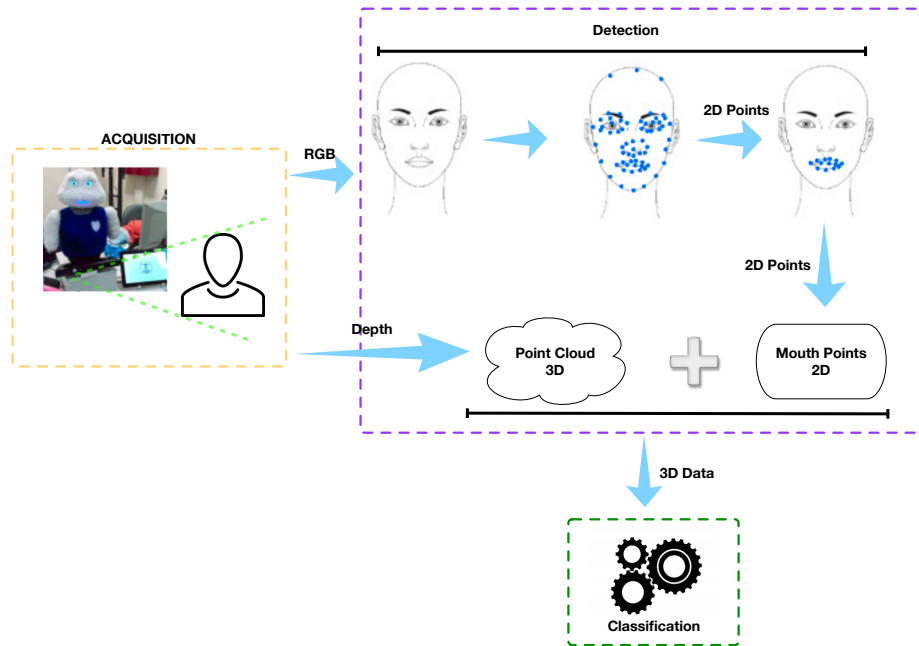 Detection
ACQUISITION
RGB
2D Points
2D Points
Depth
Point Cloud
3D
Mouth Points
2D
3D Data
Classification